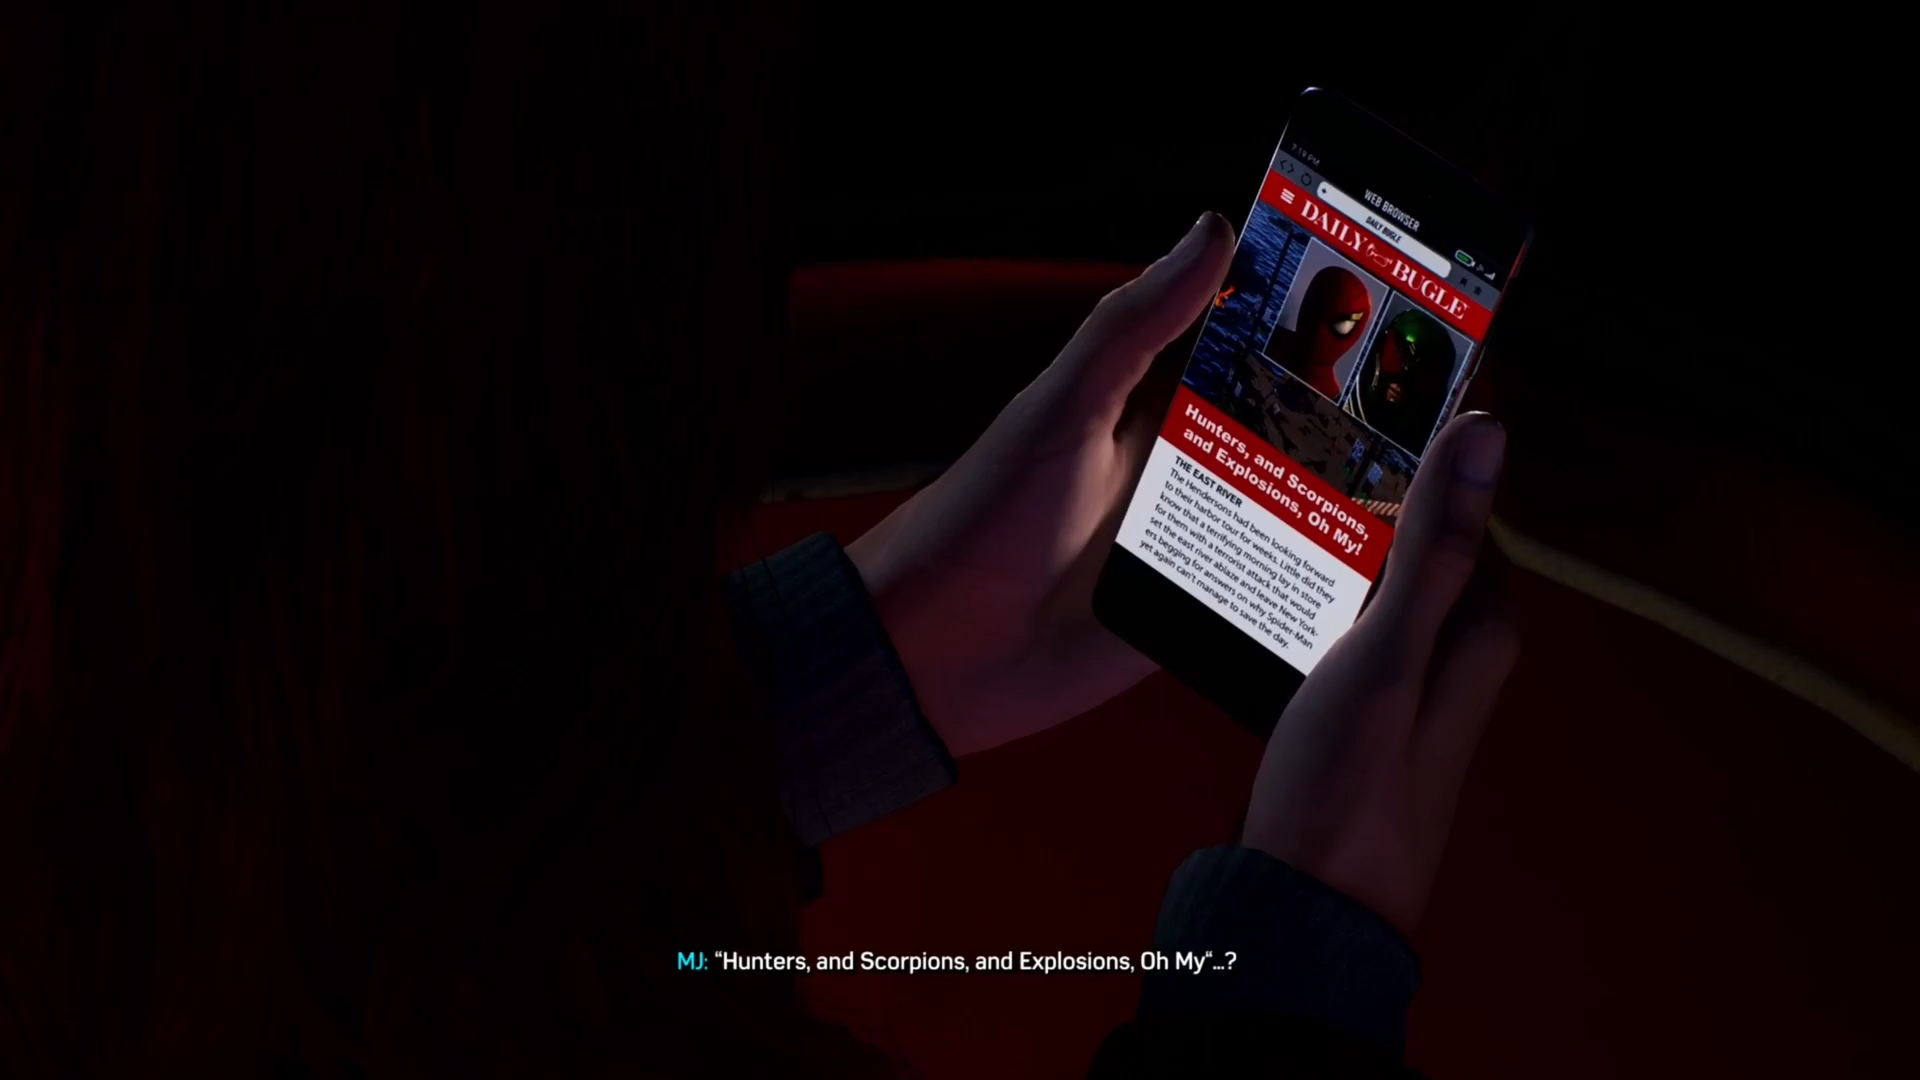 7:19 PM
WEB BROWSER
DAILY BUGLE
DAILY BUGLE
Hunters, and Scorpions,
and Explosions, Oh My!
THE EAST RIVER
The Hendersons had been looking forward
to their harbor tour for weeks. Little did they
know that a terrifying morning lay in store
for them with a terrorist attack that would
set the east river ablaze and leave New York-
ers begging for answers on why Spider-Man
yet again can't manage to save the day.
MJ: “Hunters, and Scorpions, and Explosions, Oh My“...?